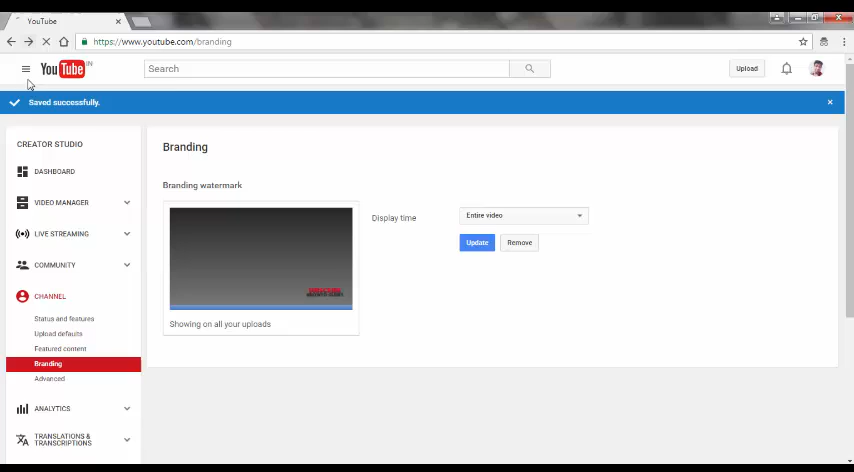 YouTube
https://www.youtube.com/branding
YouTube IN
Search
Upload
Saved successfully.
CREATOR STUDIO
DASHBOARD
VIDEO MANAGER
LIVE STREAMING
COMMUNITY
CHANNEL
Status and features
Upload defaults
Featured content
Branding
Advanced
ANALYTICS
TRANSLATIONS &
TRANSCRIPTIONS
Branding
Branding watermark
Showing on all your uploads
Display time
Entire video
Update
Remove